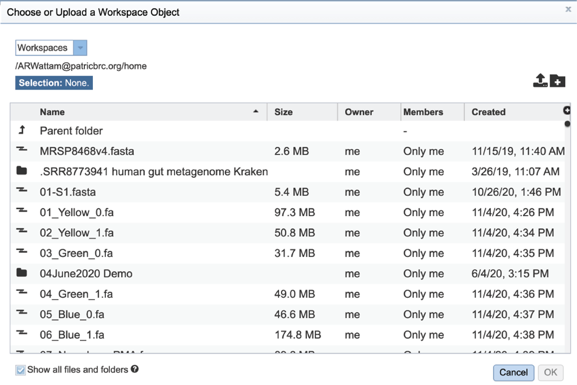 Choose or Upload a Workspace Object
x
Workspaces
/ARWattam@patricbrc.org/home
Selection: None.
Name Size Owner Members Created
Parent folder -
MRSP8468v4.fasta 2.6 MB me Only me 11/15/19, 11:40 AM
.SRR8773941 human gut metagenome Kraken me Only me 3/26/19, 11:07 AM
01-S1.fasta 5.4 MB me Only me 10/26/20, 1:46 PM
01_Yellow_0.fa 97.3 MB me Only me 11/4/20, 4:26 PM
02_Yellow_1.fa 50.8 MB me Only me 11/4/20, 4:34 PM
03_Green_0.fa 31.7 MB me Only me 11/4/20, 4:35 PM
04June2020 Demo me Only me 6/4/20, 3:15 PM
04_Green_1.fa 49.0 MB me Only me 11/4/20, 4:36 PM
05_Blue_0.fa 46.6 MB me Only me 11/4/20, 4:37 PM
06_Blue_1.fa 174.8 MB me Only me 11/4/20, 4:38 PM
Show all files and folders ?
Cancel OK